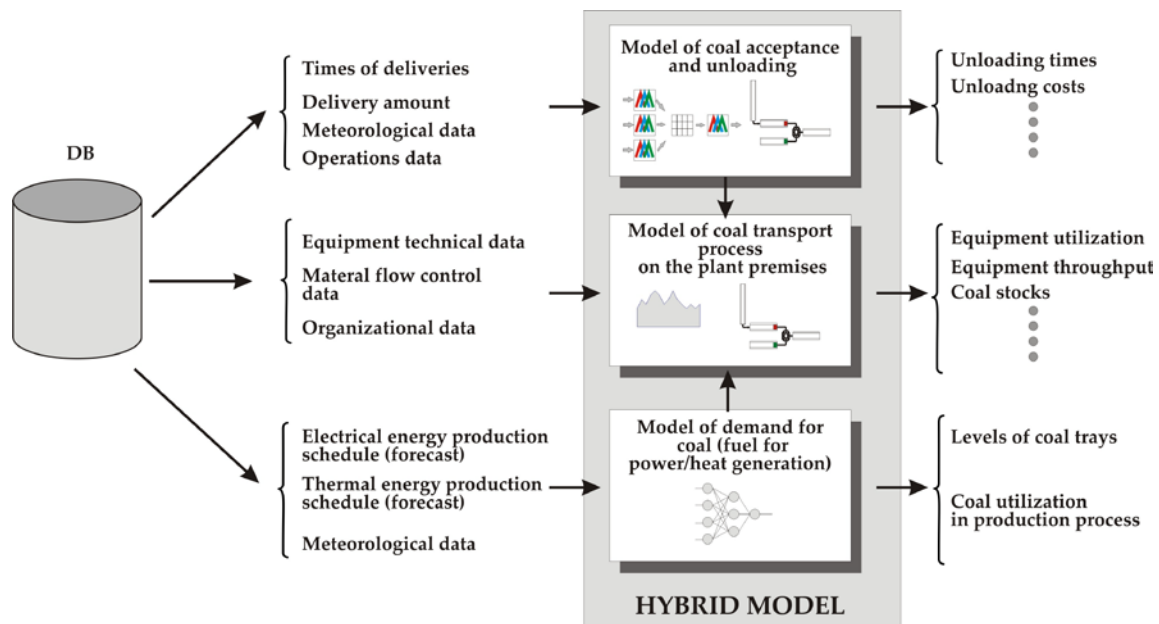 DB
Times of deliveries
Delivery amount
Meteorological data
Operations data
Equipment technical data
Materal flow control
data
Organizational data
Electrical energy production
schedule (forecast)
Thermal energy production
schedule (forecast)
Meteorological data
Model of coal acceptance
and unloading
Model of coal transport
process
on the plant premises
Model of demand for
coal (fuel for
power/heat generation)
HYBRID MODEL
Unloading times
Unloadng costs
Equipment utilization
Equipment throughput
Coal stocks
Levels of coal trays
Coal utilization
in production process